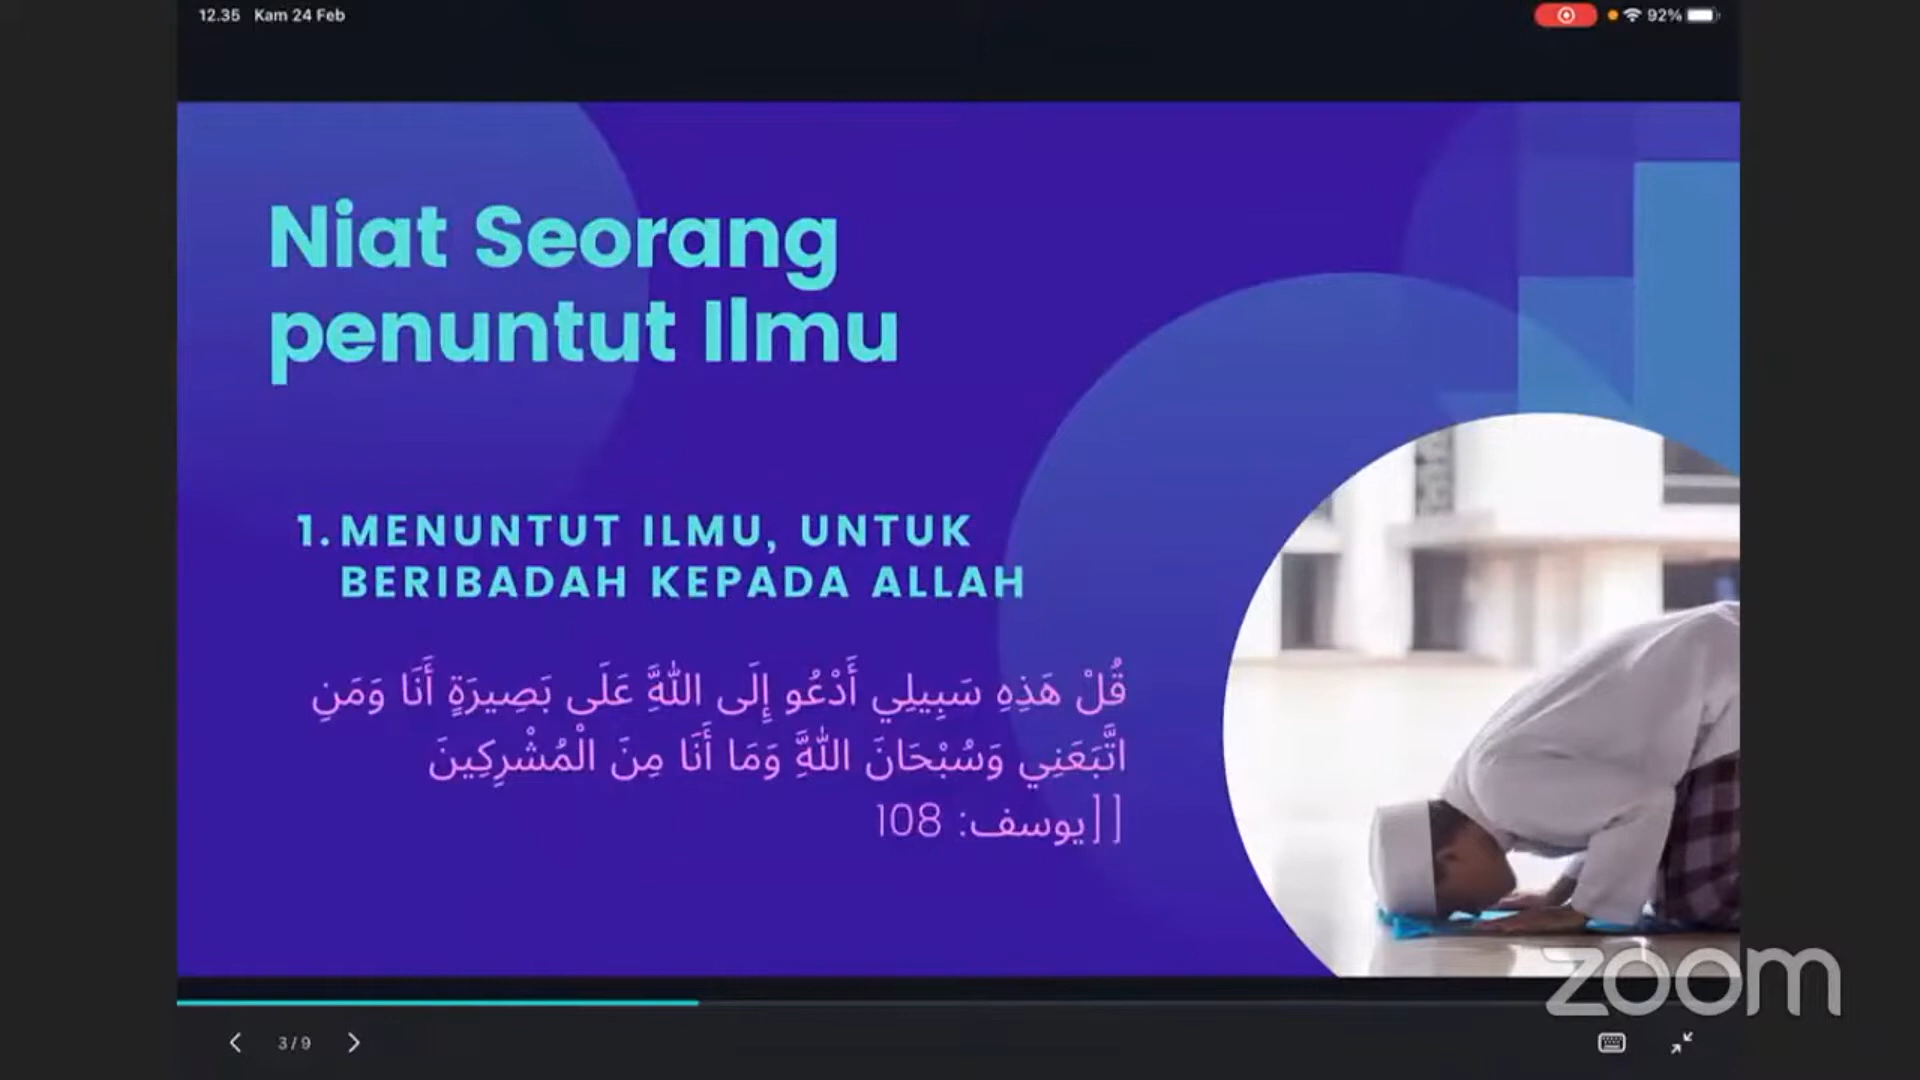 12.35 Kam 24 Feb
92%
Niat Seorang
penuntut Ilmu
1. MENUNTUT ILMU, UNTUK
BERIBADAH KEPADA ALLAH
قُلْ هَذِهِ سَبِيلِي أَدْعُو إِلَى اللَّهِ عَلَى بَصِيرَةٍ أَنَا وَمَنِ
اتَّبَعَنِي وَسُبْحَانَ اللَّهِ وَمَا أَنَا مِنَ الْمُشْرِكِينَ
[[يوسف: 108
zoom
3/9